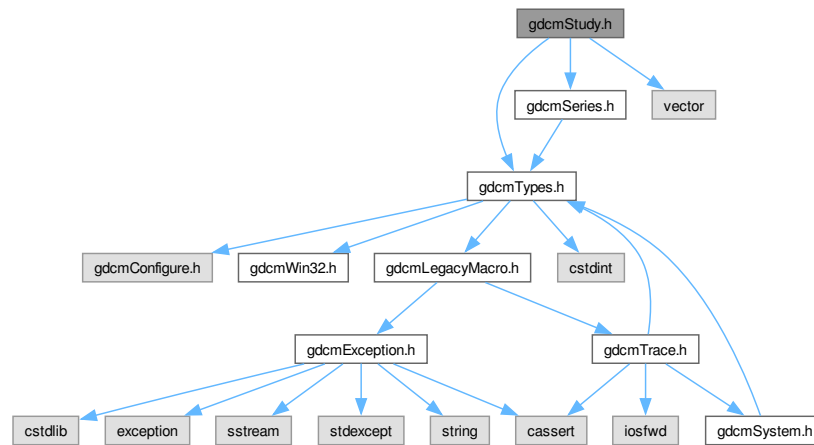 gdcmStudy.h
gdcmSeries.h
vector
gdcmTypes.h
gdcmConfigure.h
gdcmWin32.h
gdcmLegacyMacro.h
cstdint
gdcmException.h
gdcmTrace.h
cstdlib
exception
sstream
stdexcept
string
cassert
iosfwd
gdcmSystem.h